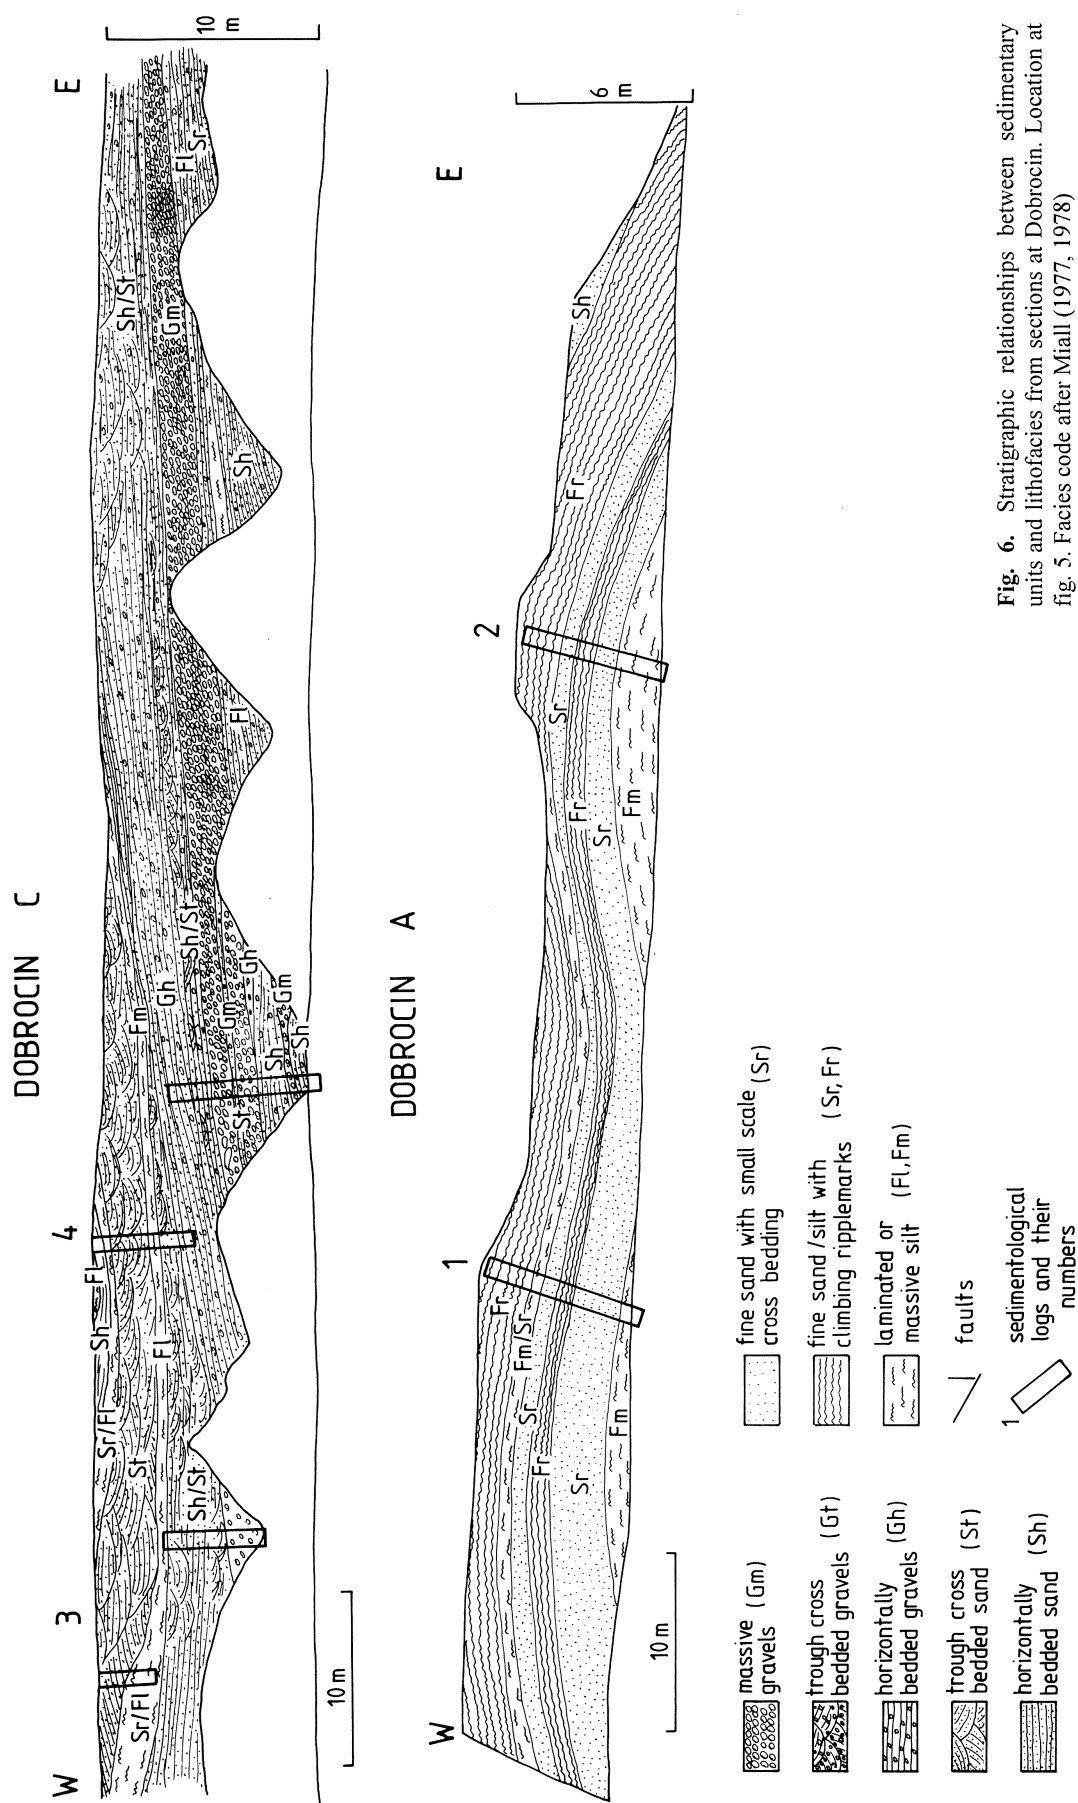 DOBROCIN C
W
3
4
E
10 m
Sr/Fl
Sr/Fl
Sh
Fl
St
Fl
Sh/St
Fm
Gh
Sh/St
St
Gm
Gh
Sh
Gm
Sh
Fl
Sh
Sh/St
Gm
Fl
Sr
10 m
DOBROCIN A
W
1
2
E
6 m
Fr
Fm/Sr
Sr
Fr
Sr
Fm
Sr
Fr
Sr
Fm
Fr
Sh
10 m
massive gravels (Gm)
trough cross bedded gravels (Gt)
horizontally bedded gravels (Gh)
trough cross bedded sand (St)
horizontally bedded sand (Sh)
fine sand with small scale cross bedding (Sr)
fine sand/silt with climbing ripplemarks (Sr, Fr)
laminated or massive silt (Fl, Fm)
faults
1
sedimentological logs and their numbers
Fig. 6. Stratigraphic relationships between sedimentary
units and lithofacies from sections at Dobrocin. Location at
fig. 5. Facies code after Miall (1977, 1978)